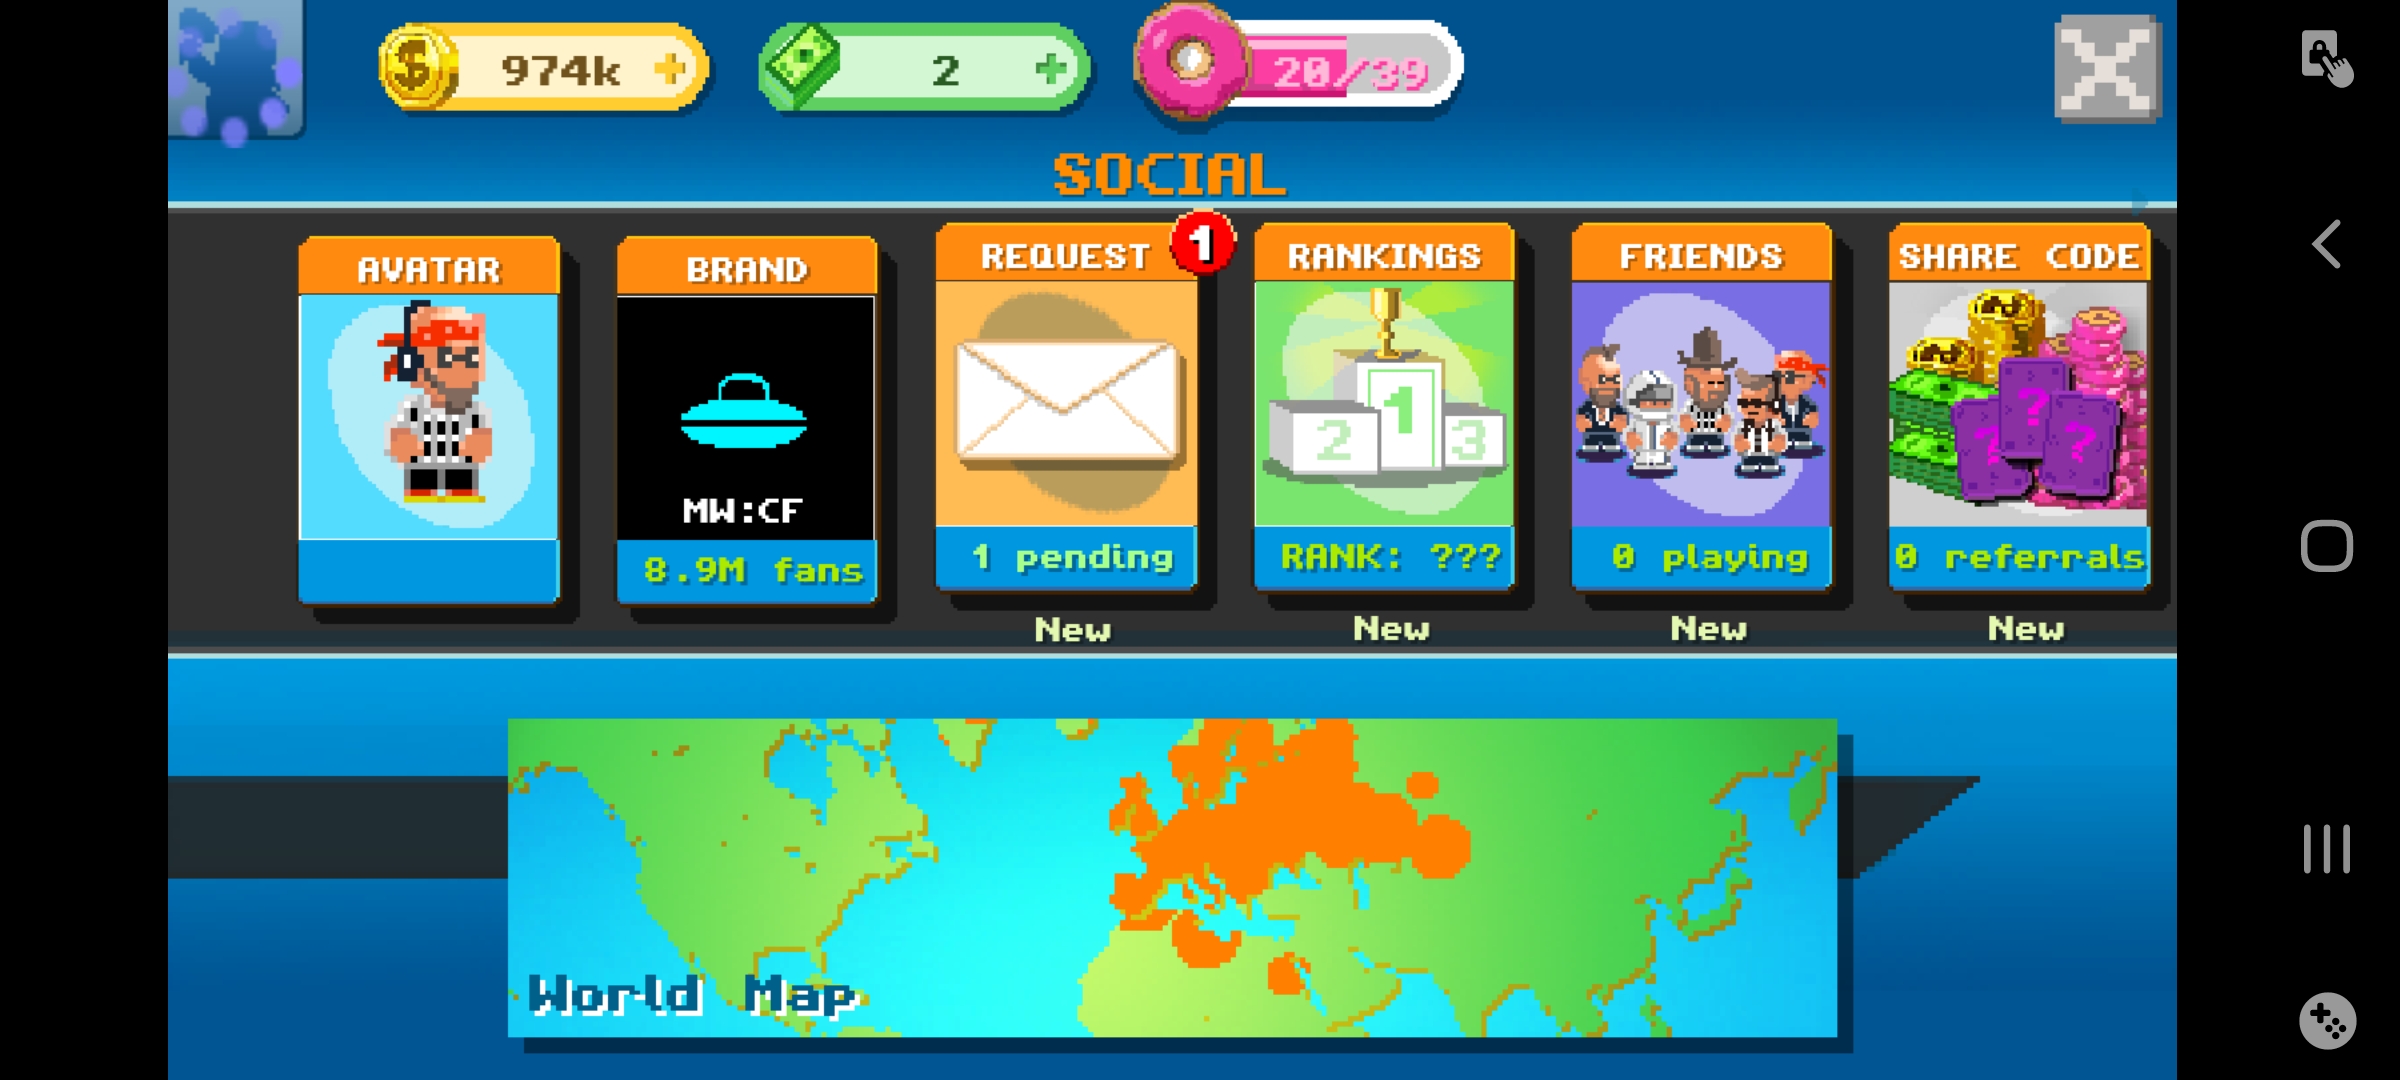 974k
2
20/39
SOCIAL
AVATAR
BRAND
REQUEST
1
RANKINGS
FRIENDS
SHARE CODE
1
2
3
? ? ?
MW:CF
8.9M fans
1 pending
RANK: ???
0 playing
0 referrals
New
New
New
New
World Map